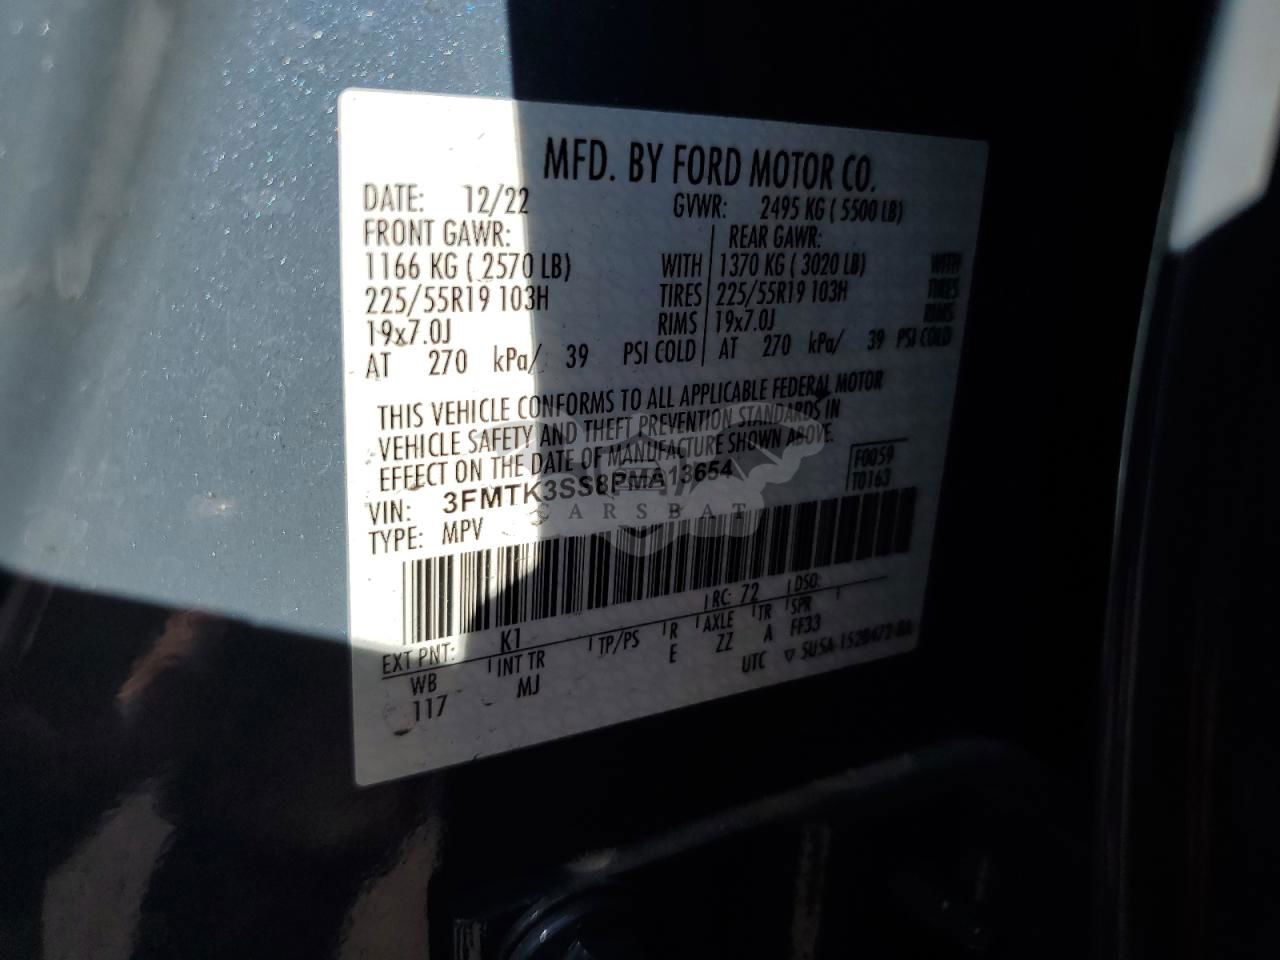 MFD. BY FORD MOTOR CO.
DATE: 12/22 GVWR: 2495 KG ( 5500 LB)
FRONT GAWR: REAR GAWR:
1166 KG ( 2570 LB) WITH 1370 KG ( 3020 LB) WITH
225/55R19 103H TIRES 225/55R19 103H TIRES
19x7.0J RIMS 19x7.0J RIMS
AT 270 kPa/ 39 PSI COLD AT 270 kPa/ 39 PSI COLD
THIS VEHICLE CONFORMS TO ALL APPLICABLE FEDERAL MOTOR
VEHICLE SAFETY AND THEFT PREVENTION STANDARDS IN
EFFECT ON THE DATE OF MANUFACTURE SHOWN ABOVE.
VIN: 3FMTK3SS8PMA13654 F0059
TYPE: MPV T0163
CARSBAT
EXT PNT: K1 RC: 72 DSO:
WB INT TR TP/PS R AXLE TR SPR
117 MJ E ZZ A FF33
UTC ▽ 5U5A-1520472-BA